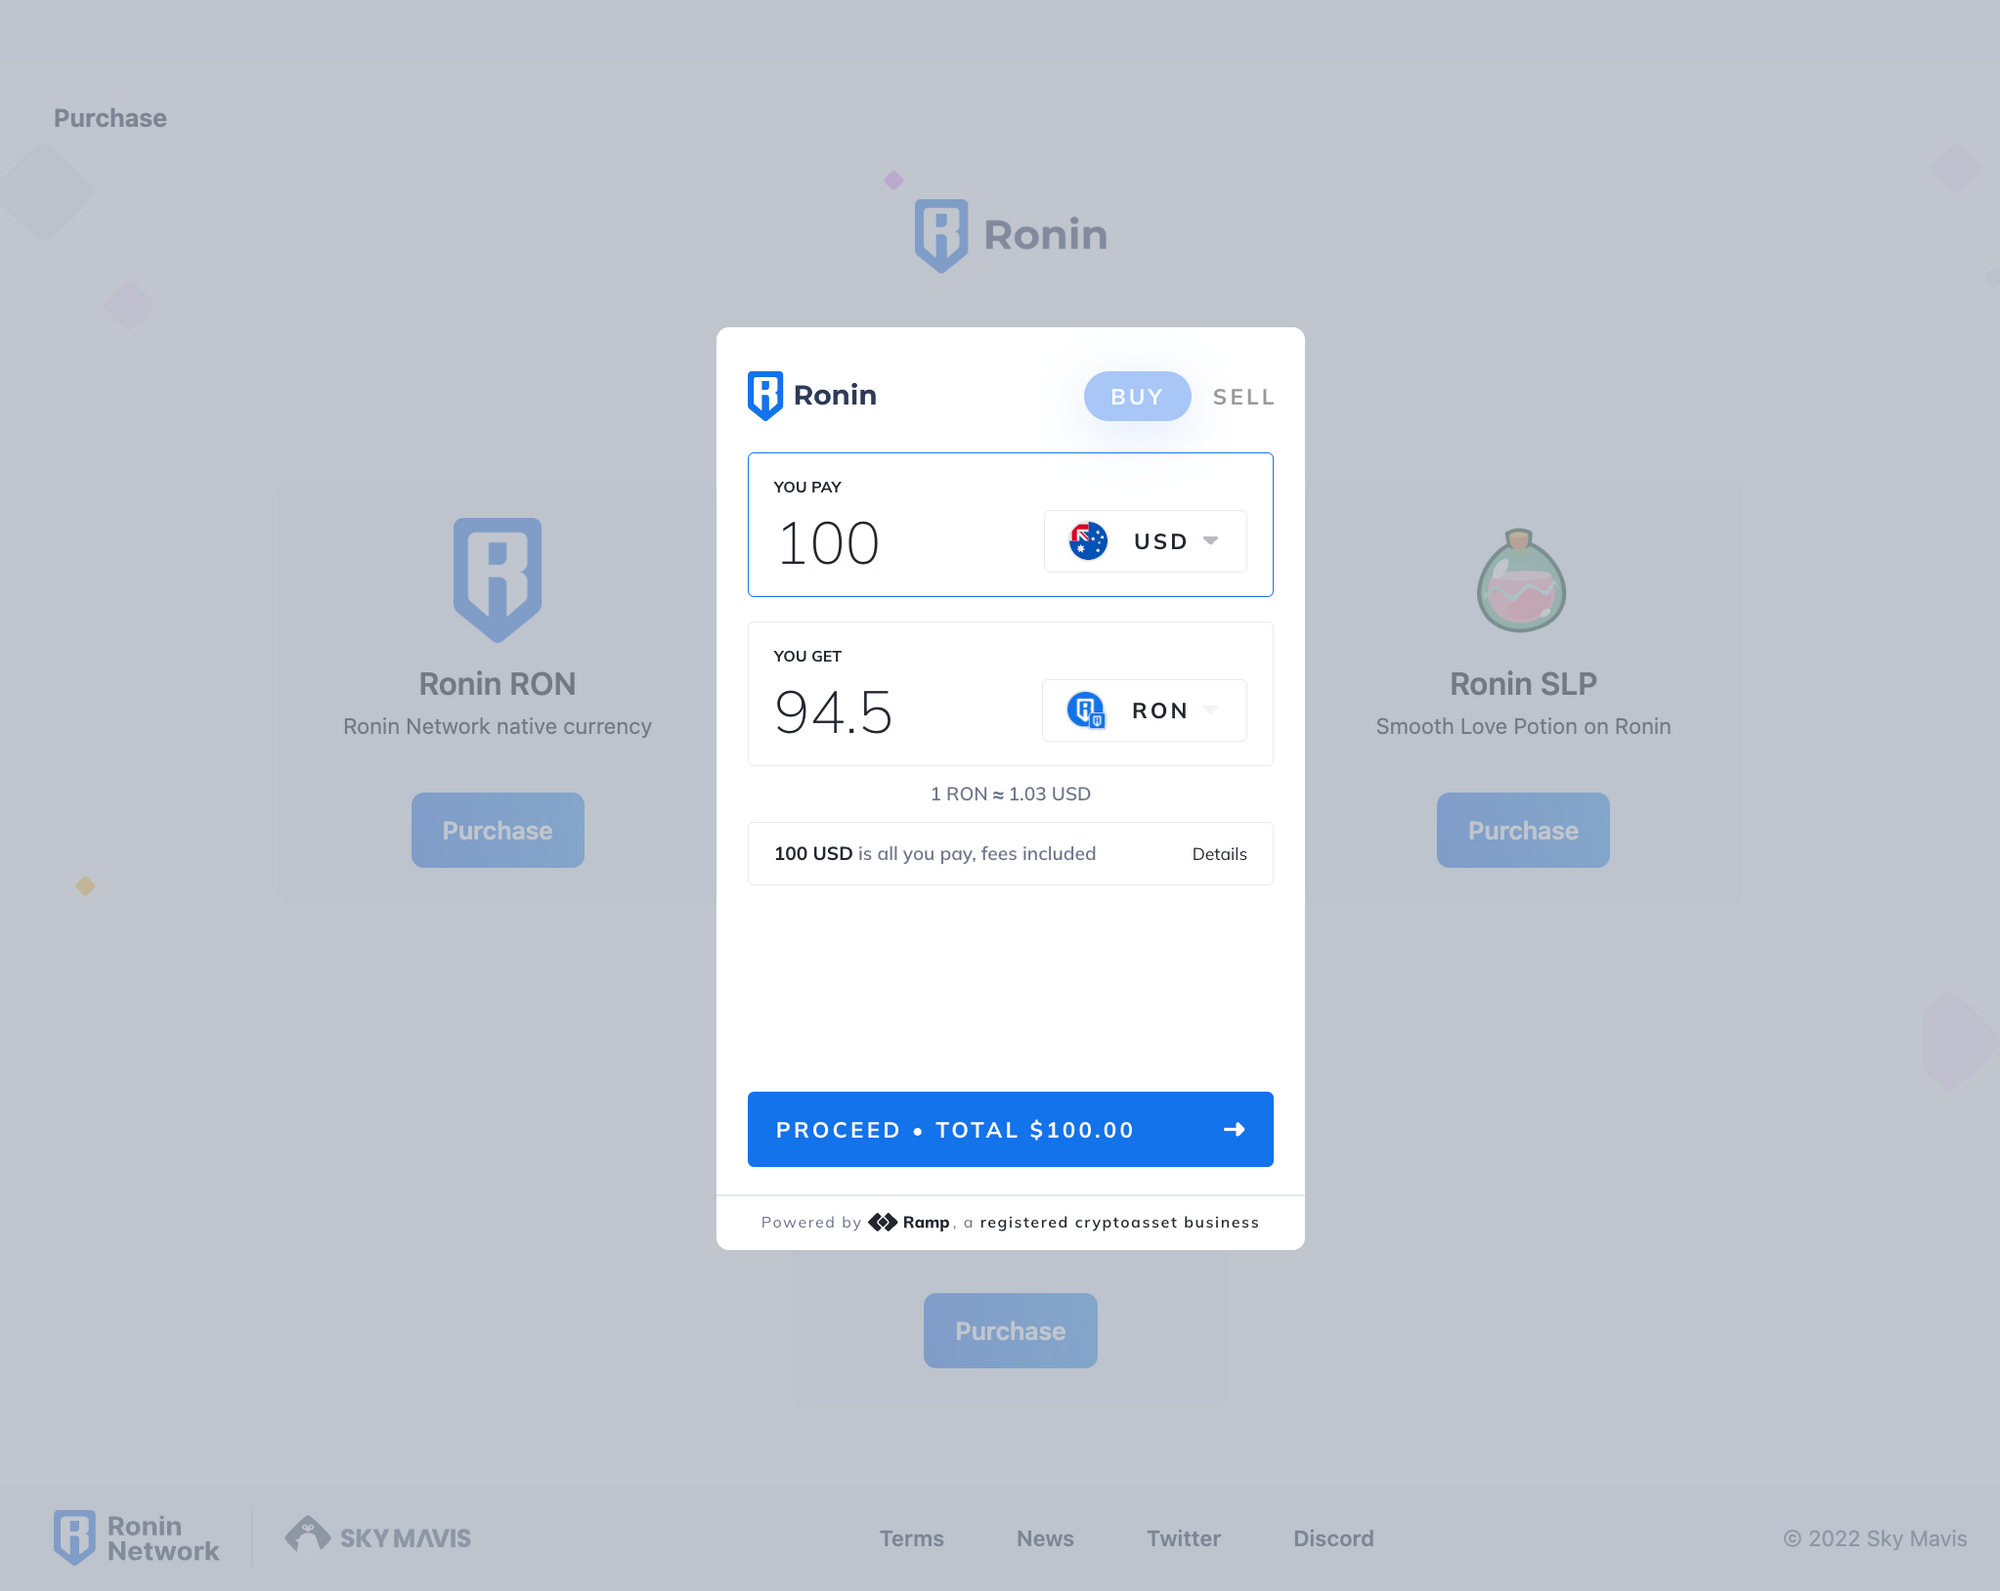 Purchase
Ronin
Ronin
BUY
SELL
YOU PAY
100
USD
YOU GET
94.5
RON
1 RON ≈ 1.03 USD
100 USD is all you pay, fees included
Details
PROCEED • TOTAL $100.00
Powered by Ramp, a registered cryptoasset business
Ronin RON
Ronin Network native currency
Purchase
Ronin SLP
Smooth Love Potion on Ronin
Purchase
Purchase
Ronin
Network
SKY MAVIS
Terms
News
Twitter
Discord
© 2022 Sky Mavis